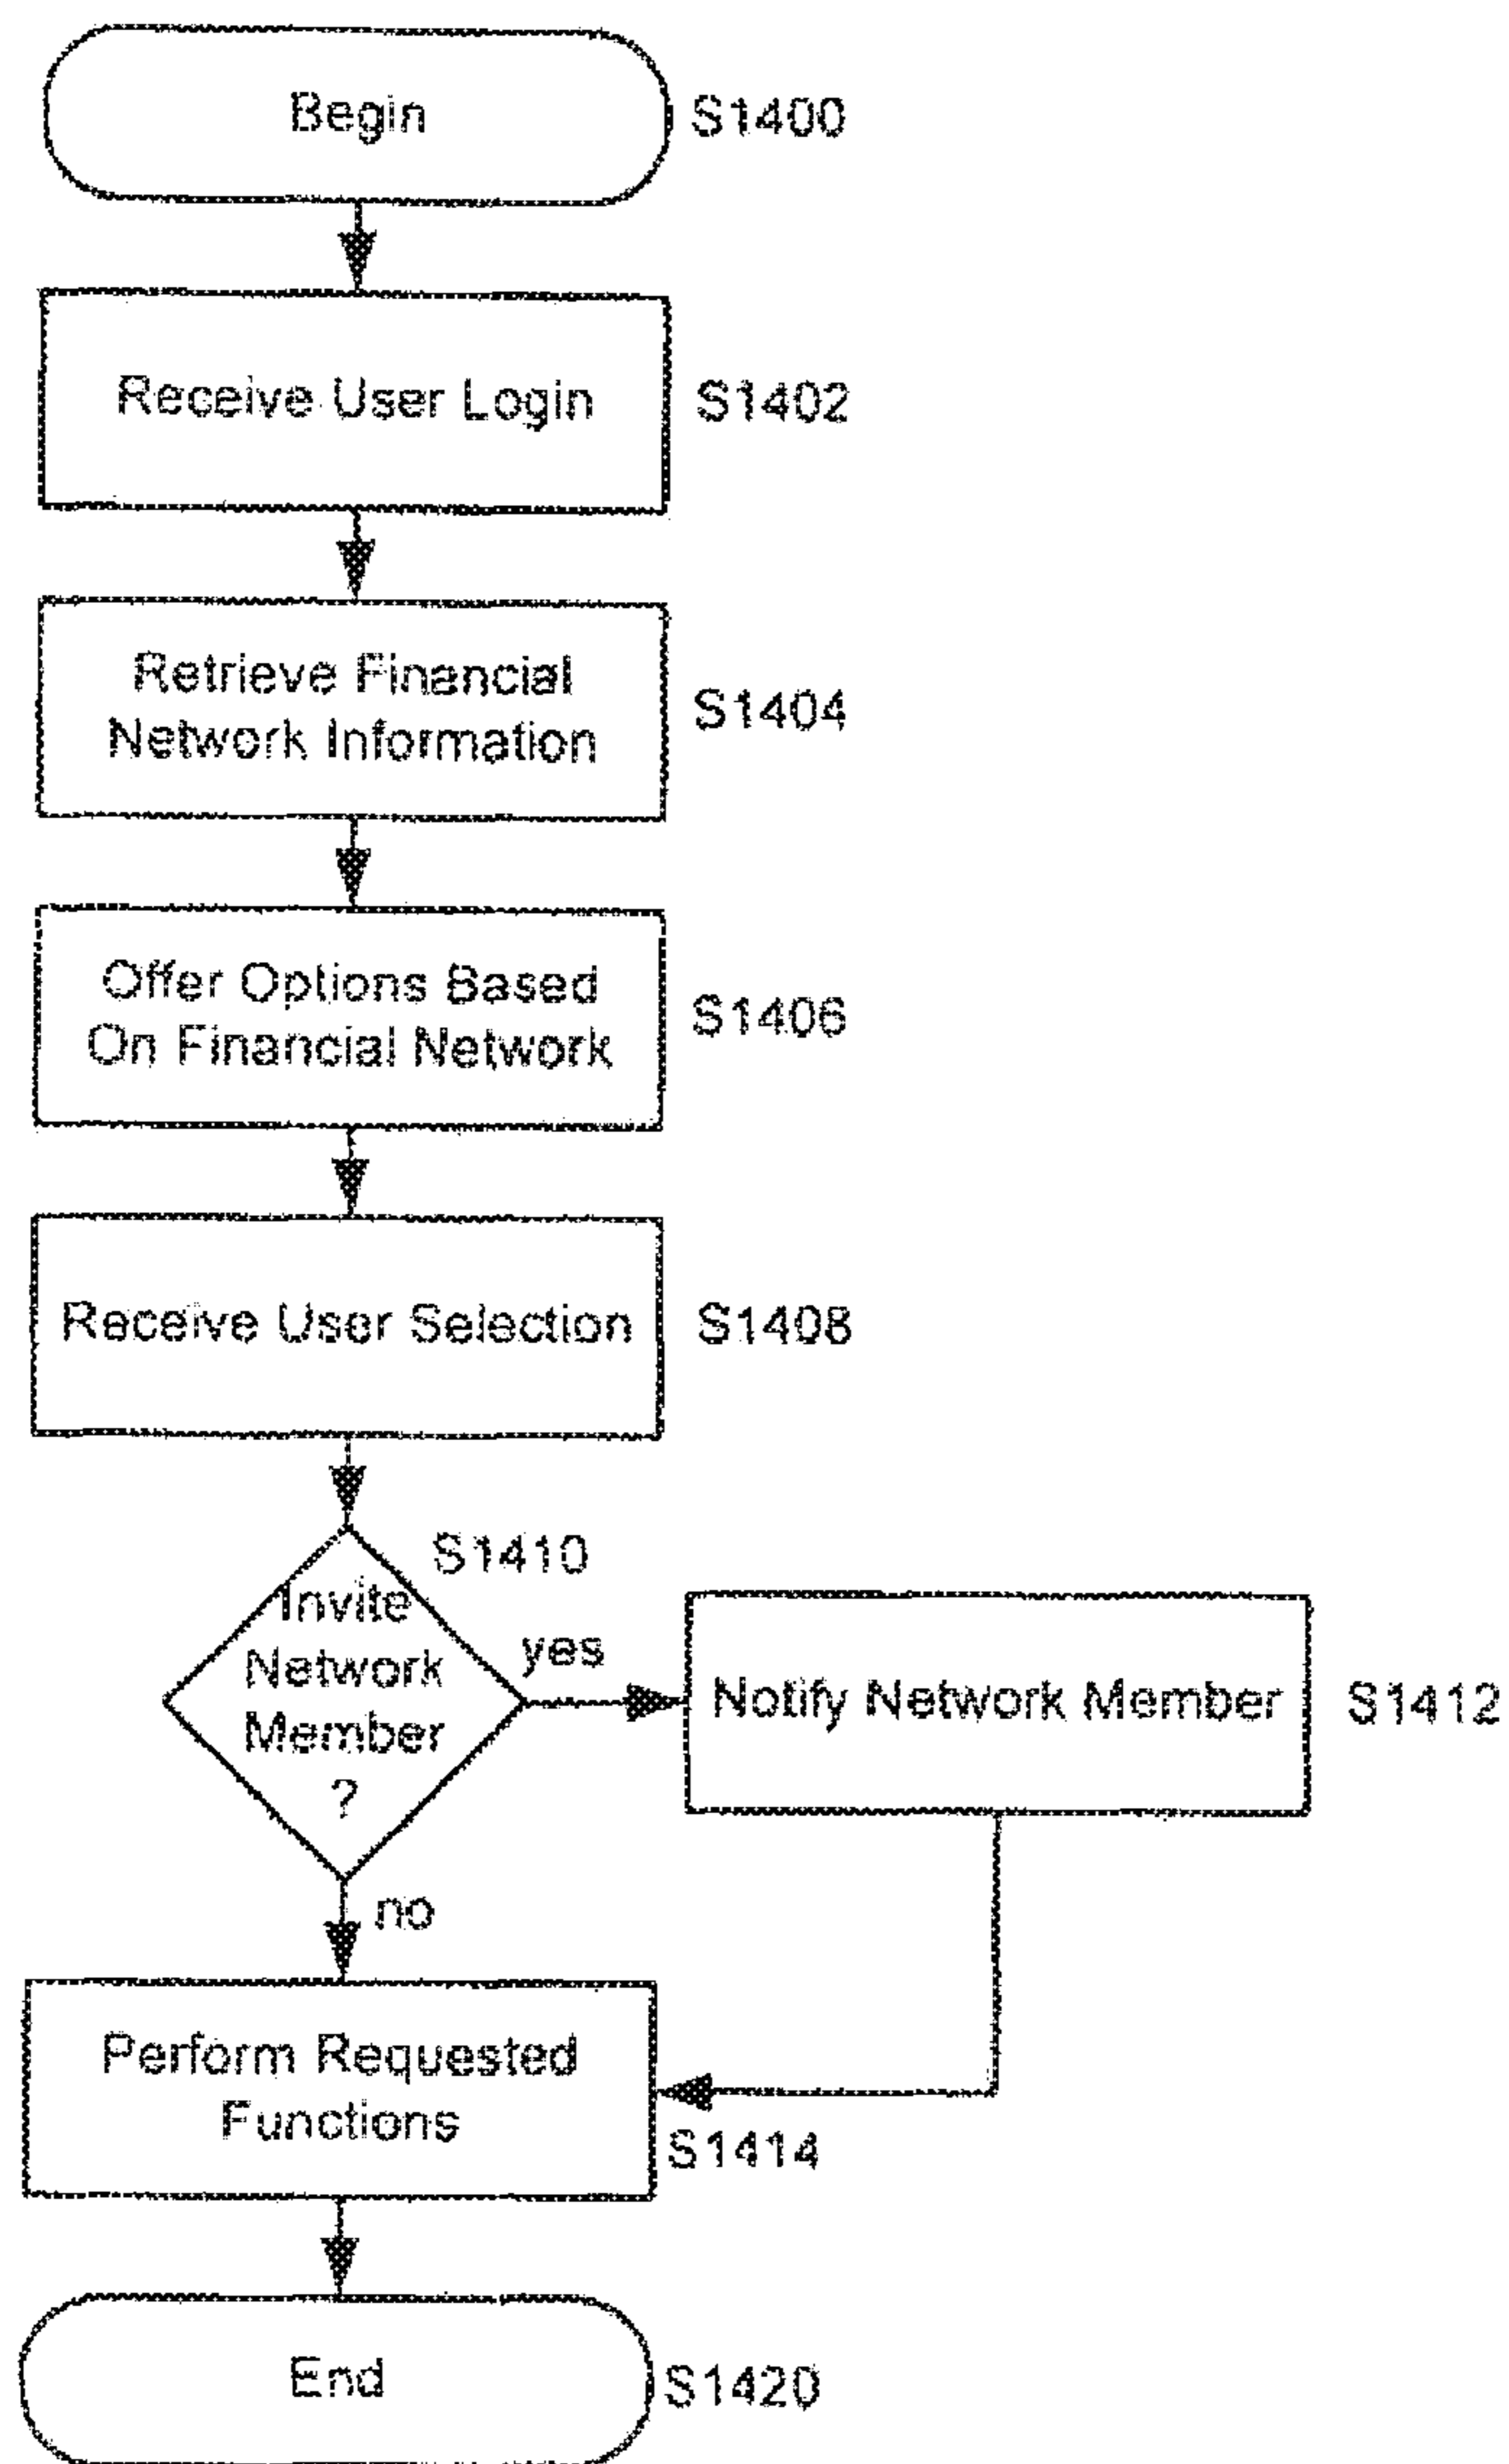 Begin
S1400
Receive User Login
S1402
Retrieve Financial
Network Information
S1404
Offer Options Based
On Financial Network
S1406
Receive User Selection
S1408
S1410
Invite
Network
Member
?
yes
Notify Network Member
S1412
no
Perform Requested
Functions
S1414
End
S1420